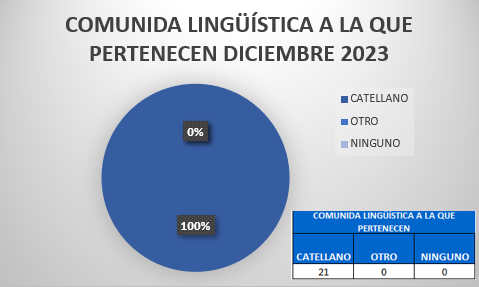 COMUNIDA LINGÜÍSTICA A LA QUE
PERTENECEN DICIEMBRE 2023
0%
100%
CATELLANO
OTRO
NINGUNO
COMUNIDA LINGÜÍSTICA A LA QUE
PERTENECEN
CATELLANO OTRO NINGUNO
21 0 0